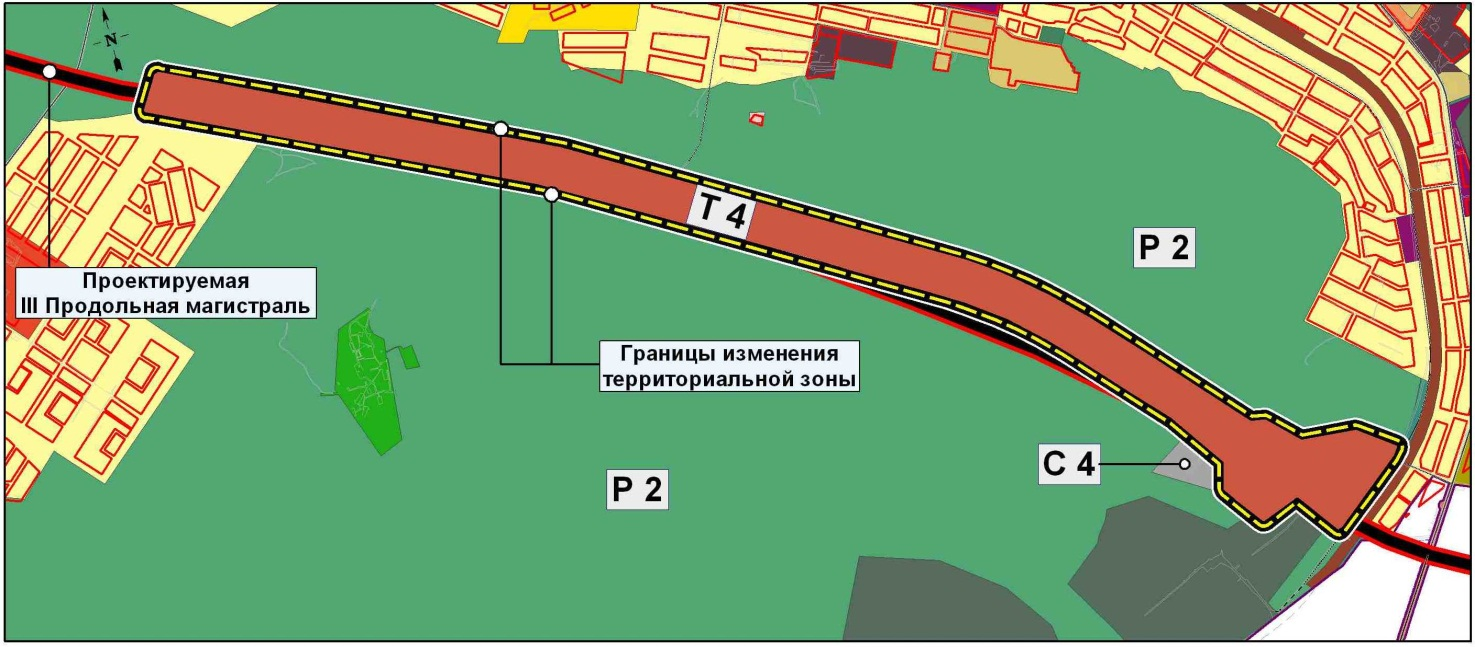 N
Т 4
Р 2
Проектируемая
III Продольная магистраль
Границы изменения
территориальной зоны
С 4
Р 2